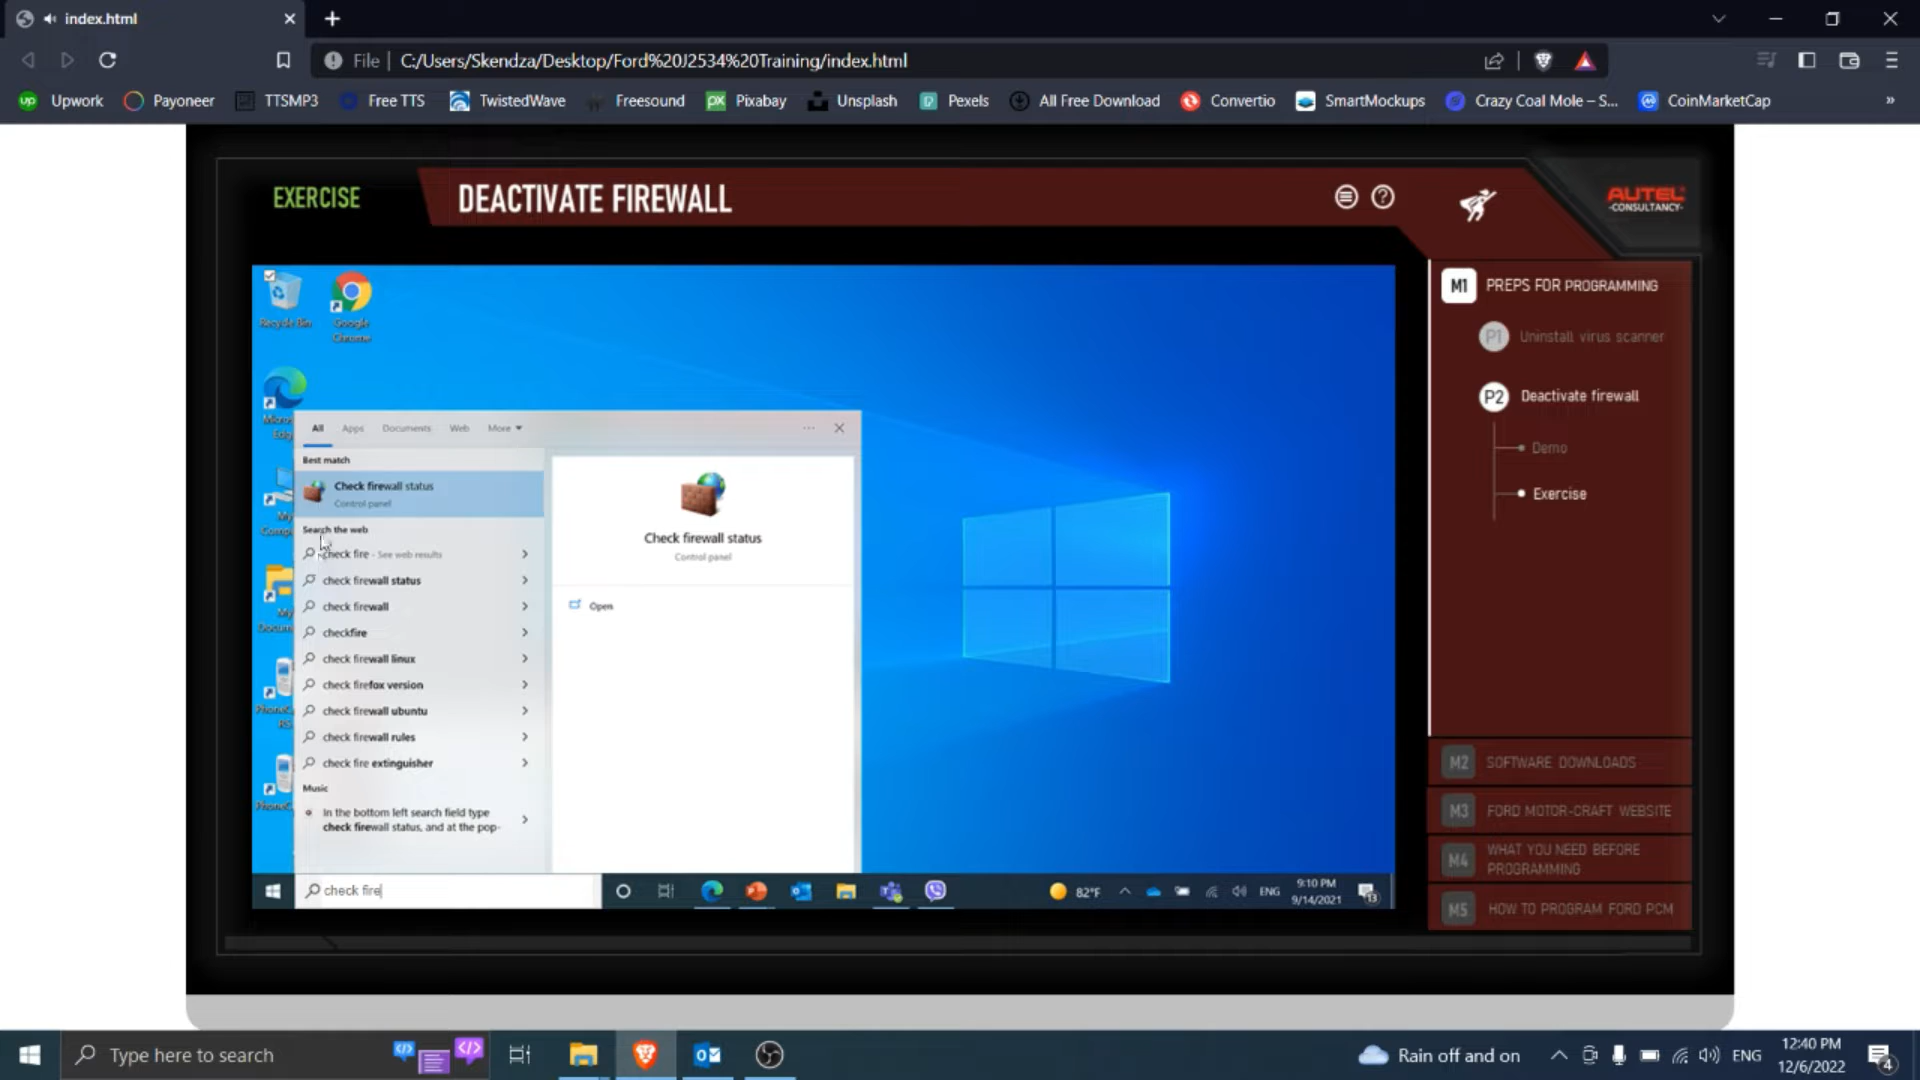 index.html
File
C:/Users/Skendza/Desktop/Ford%20J2534%20Training/index.html
Upwork
Payoneer
TTSMP3
Free TTS
TwistedWave
Freesound
Pixabay
Unsplash
Pexels
All Free Download
Convertio
SmartMockups
Crazy Coal Mole – S...
CoinMarketCap
»
EXERCISE
DEACTIVATE FIREWALL
AUTEL
-CONSULTANCY-
M1 PREPS FOR PROGRAMMING
P1 Uninstall virus scanner
P2 Deactivate firewall
Demo
Exercise
M2 SOFTWARE DOWNLOADS
M3 FORD MOTOR-CRAFT WEBSITE
M4 WHAT YOU NEED BEFORE
PROGRAMMING
M5 HOW TO PROGRAM FORD PCM
Recycle Bin
Google
Chrome
All Apps Documents Web More
Best match
Check firewall status
Control panel
Search the web
check fire - See web results
check firewall status
check firewall
checkfire
check firewall linux
check firefox version
check firewall ubuntu
check firewall rules
check fire extinguisher
Music
In the bottom left search field type
check firewall status, and at the pop-
Check firewall status
Control panel
Open
check fire
82°F
ENG
9:10 PM
9/14/2021
13
Type here to search
Rain off and on
ENG
12:40 PM
12/6/2022
4